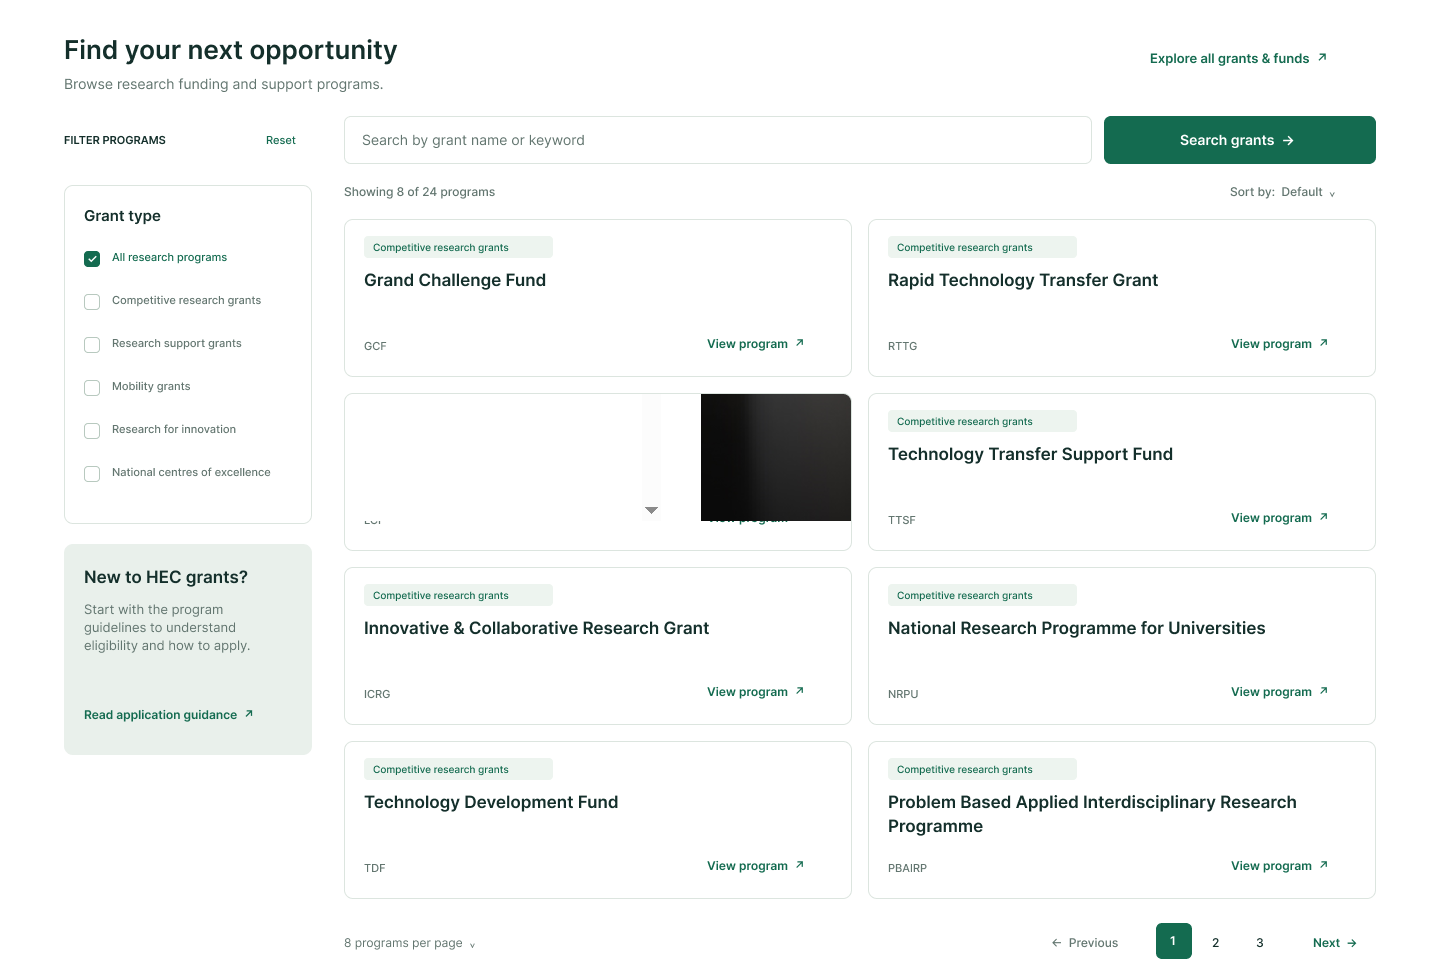 Find your next opportunity
Browse research funding and support programs.
Explore all grants & funds ↗
FILTER PROGRAMS
Reset
Search by grant name or keyword
Search grants →
Showing 8 of 24 programs
Sort by: Default
Grant type
All research programs
Competitive research grants
Research support grants
Mobility grants
Research for innovation
National centres of excellence
New to HEC grants?
Start with the program
guidelines to understand
eligibility and how to apply.
Read application guidance ↗
Competitive research grants
Grand Challenge Fund
GCF
View program ↗
Competitive research grants
Rapid Technology Transfer Grant
RTTG
View program ↗
Competitive research grants
Technology Transfer Support Fund
TTSF
View program ↗
Competitive research grants
Innovative & Collaborative Research Grant
ICRG
View program ↗
Competitive research grants
National Research Programme for Universities
NRPU
View program ↗
Competitive research grants
Technology Development Fund
TDF
View program ↗
Competitive research grants
Problem Based Applied Interdisciplinary Research
Programme
PBAIRP
View program ↗
8 programs per page
← Previous
1
2
3
Next →